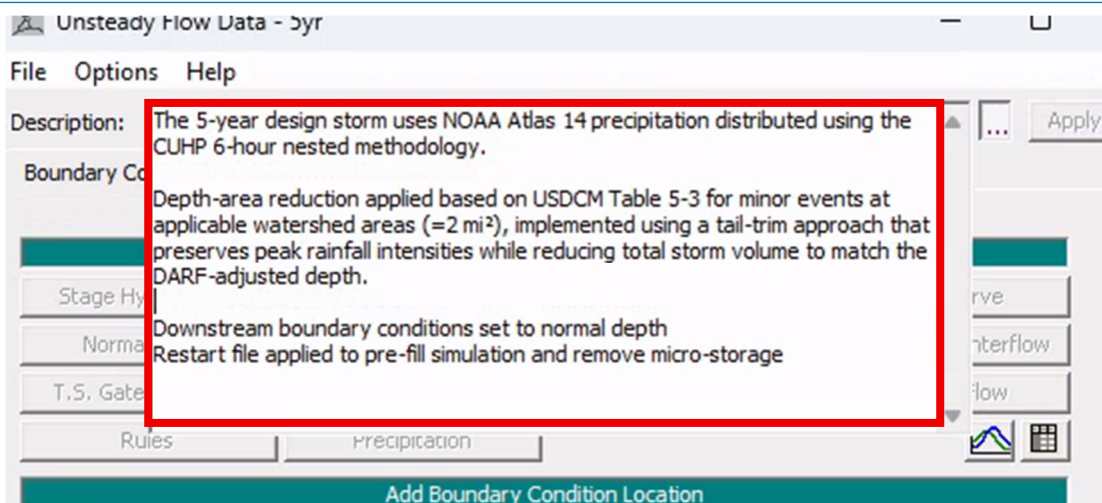 Unsteady Flow Data - 5yr
File Options Help
Description:
The 5-year design storm uses NOAA Atlas 14 precipitation distributed using the
CUHP 6-hour nested methodology.
Depth-area reduction applied based on USDCM Table 5-3 for minor events at
applicable watershed areas (=2 mi²), implemented using a tail-trim approach that
preserves peak rainfall intensities while reducing total storm volume to match the
DARF-adjusted depth.
Downstream boundary conditions set to normal depth
Restart file applied to pre-fill simulation and remove micro-storage
...
Apply
Boundary Co
Stage Hy
rve
Norma
nterflow
T.S. Gate
flow
Rules
Precipitation
Add Boundary Condition Location